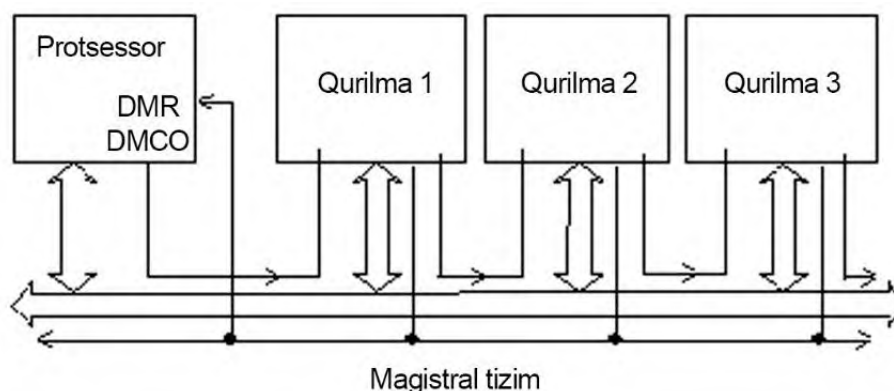 Protsessor
DMR
DMCO
Qurilma 1
Qurilma 2
Qurilma 3
Magistral tizim